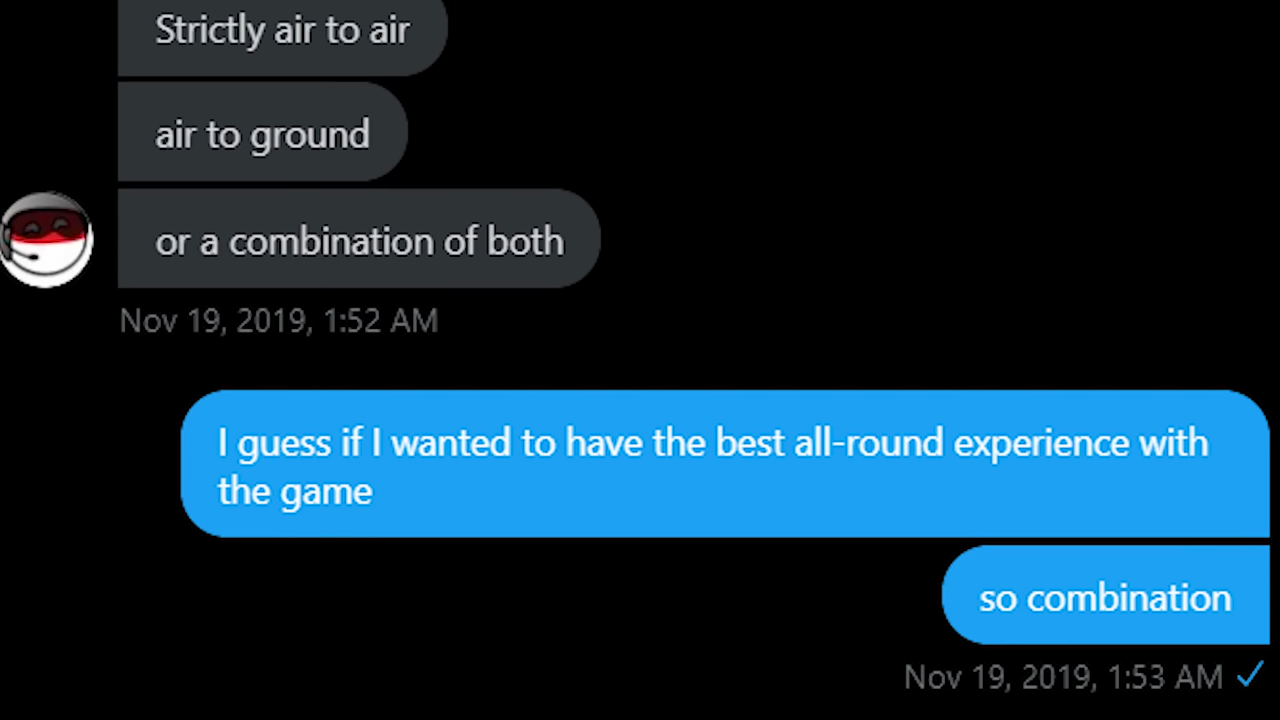 Strictly air to air
air to ground
or a combination of both
Nov 19, 2019, 1:52 AM
I guess if I wanted to have the best all-round experience with
the game
so combination
Nov 19, 2019, 1:53 AM